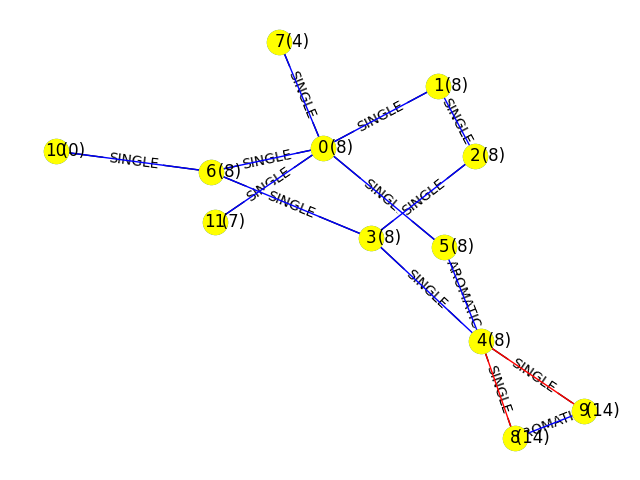 7(4)
SINGLE
1(8)
SINGLE
SINGLE
0(8)
10(0)
SINGLE
SINGLE
2(8)
6(8)
SINGLE
SINGLE
SINGLE
SINGLE
11(7)
3(8)
5(8)
SINGLE
AROMATIC
4(8)
SINGLE
SINGLE
9(14)
AROMATIC
8(14)